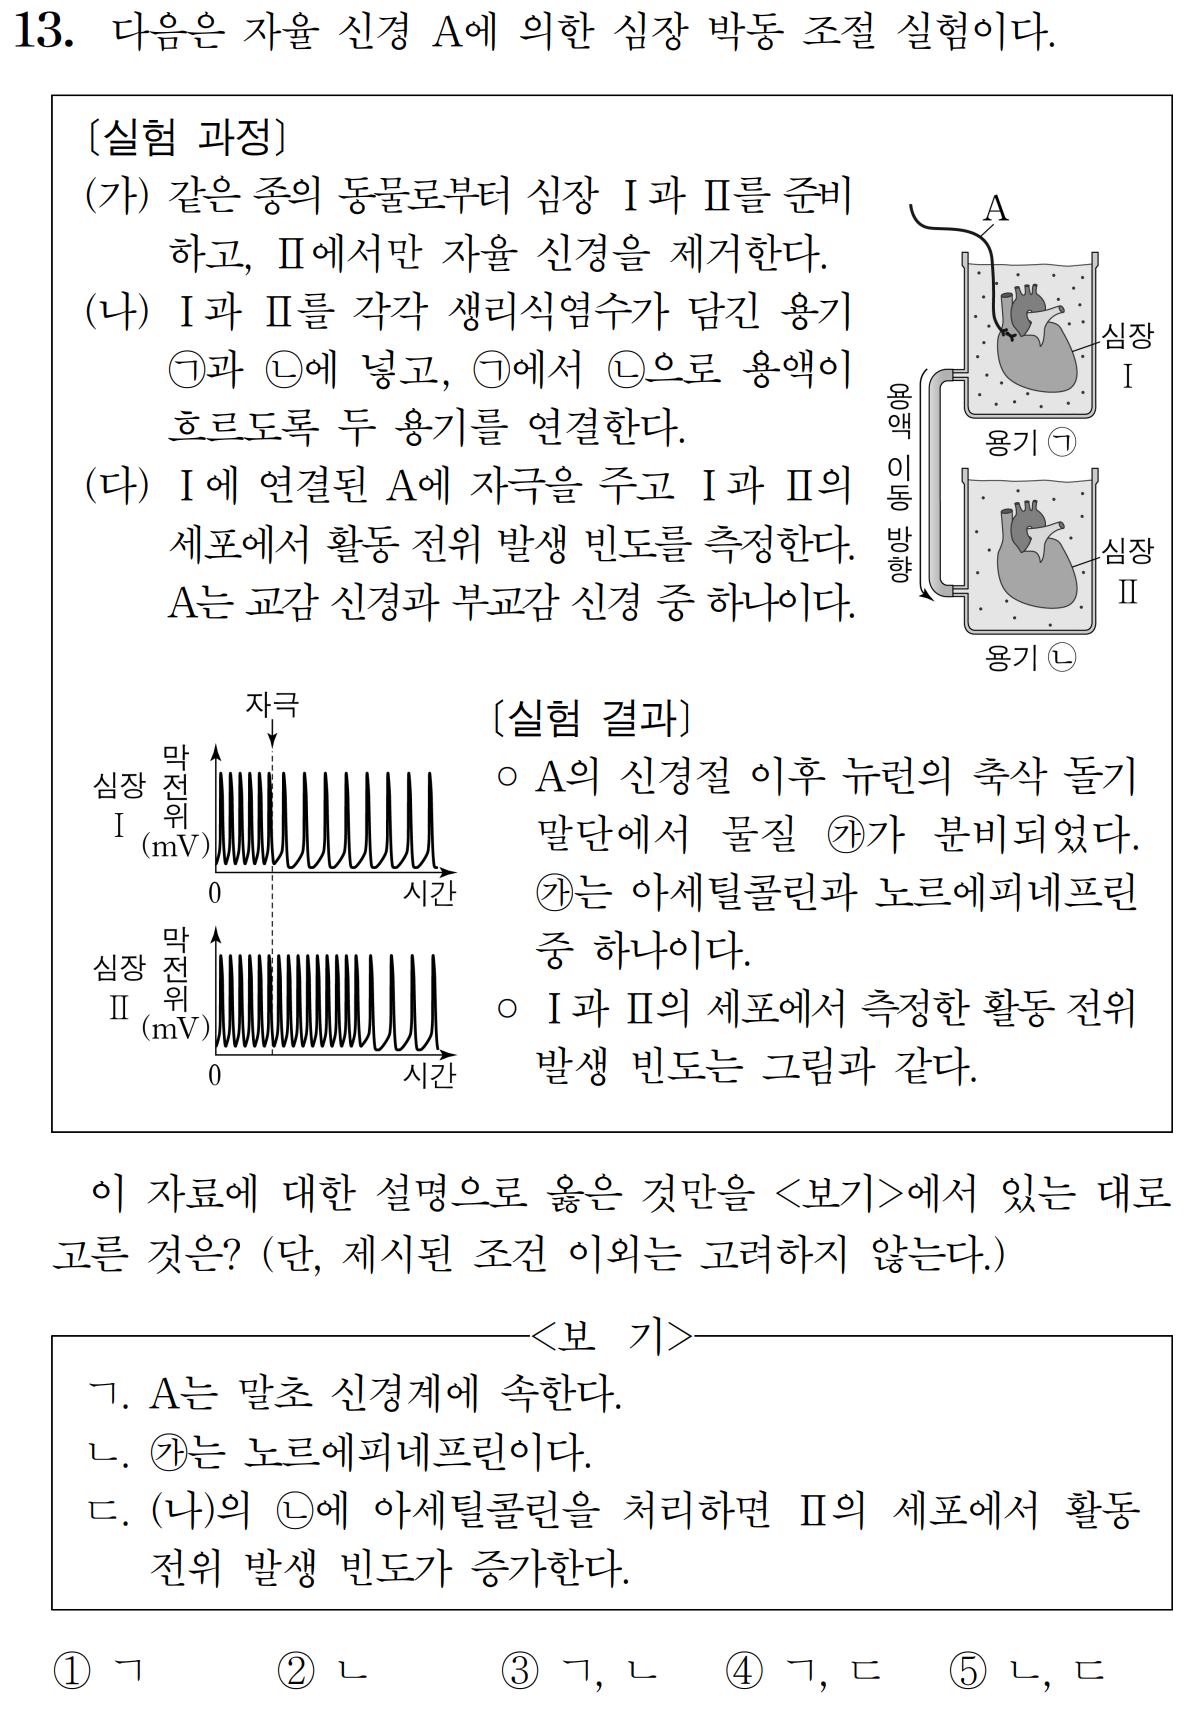 13. 다음은 자율 신경 A에 의한 심장 박동 조절 실험이다.
〔실험 과정〕
(가) 같은 종의 동물로부터 심장 Ⅰ과 Ⅱ를 준비
하고, Ⅱ에서만 자율 신경을 제거한다.
(나) Ⅰ과 Ⅱ를 각각 생리식염수가 담긴 용기
㉠과 ㉡에 넣고, ㉠에서 ㉡으로 용액이
흐르도록 두 용기를 연결한다.
(다) Ⅰ에 연결된 A에 자극을 주고 Ⅰ과 Ⅱ의
세포에서 활동 전위 발생 빈도를 측정한다.
A는 교감 신경과 부교감 신경 중 하나이다.
A
심장
Ⅰ
용기 ㉠
용액 이동 방향
심장
Ⅱ
용기 ㉡
자극
심장
Ⅰ
막전위
(mV)
0
시간
심장
Ⅱ
막전위
(mV)
0
시간
〔실험 결과〕
○ A의 신경절 이후 뉴런의 축삭 돌기
말단에서 물질 ㉮가 분비되었다.
㉮는 아세틸콜린과 노르에피네프린
중 하나이다.
○ Ⅰ과 Ⅱ의 세포에서 측정한 활동 전위
발생 빈도는 그림과 같다.
이 자료에 대한 설명으로 옳은 것만을 <보기>에서 있는 대로
고른 것은? (단, 제시된 조건 이외는 고려하지 않는다.)
<보 기>
ㄱ. A는 말초 신경계에 속한다.
ㄴ. ㉮는 노르에피네프린이다.
ㄷ. (나)의 ㉡에 아세틸콜린을 처리하면 Ⅱ의 세포에서 활동
전위 발생 빈도가 증가한다.
① ㄱ ② ㄴ ③ ㄱ, ㄴ ④ ㄱ, ㄷ ⑤ ㄴ, ㄷ